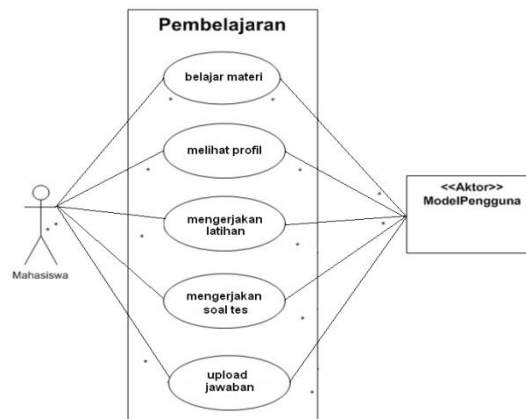 Pembelajaran
belajar materi
melihat profil
mengerjakan
latihan
mengerjakan
soal tes
upload
jawaban
Mahasiswa
<<Aktor>>
ModelPengguna